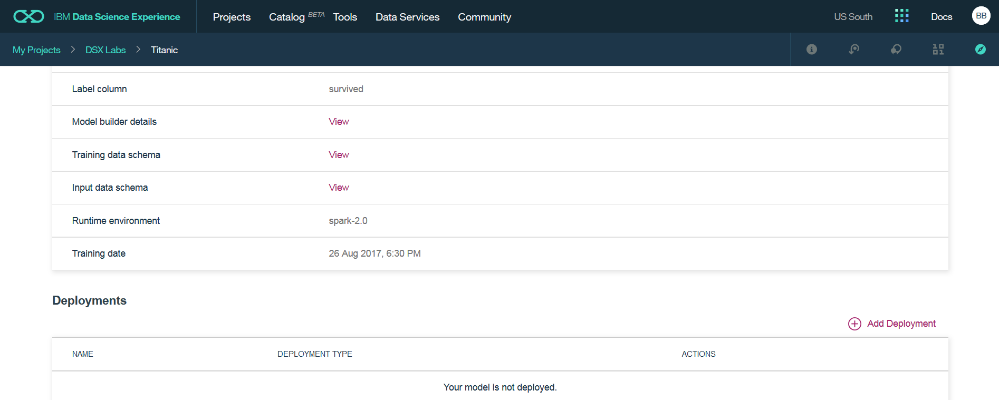 IBM Data Science Experience Projects Catalog BETA Tools Data Services Community US South Docs BB
My Projects > DSX Labs > Titanic
Label column survived
Model builder details View
Training data schema View
Input data schema View
Runtime environment spark-2.0
Training date 26 Aug 2017, 6:30 PM
Deployments
Add Deployment
NAME DEPLOYMENT TYPE ACTIONS
Your model is not deployed.